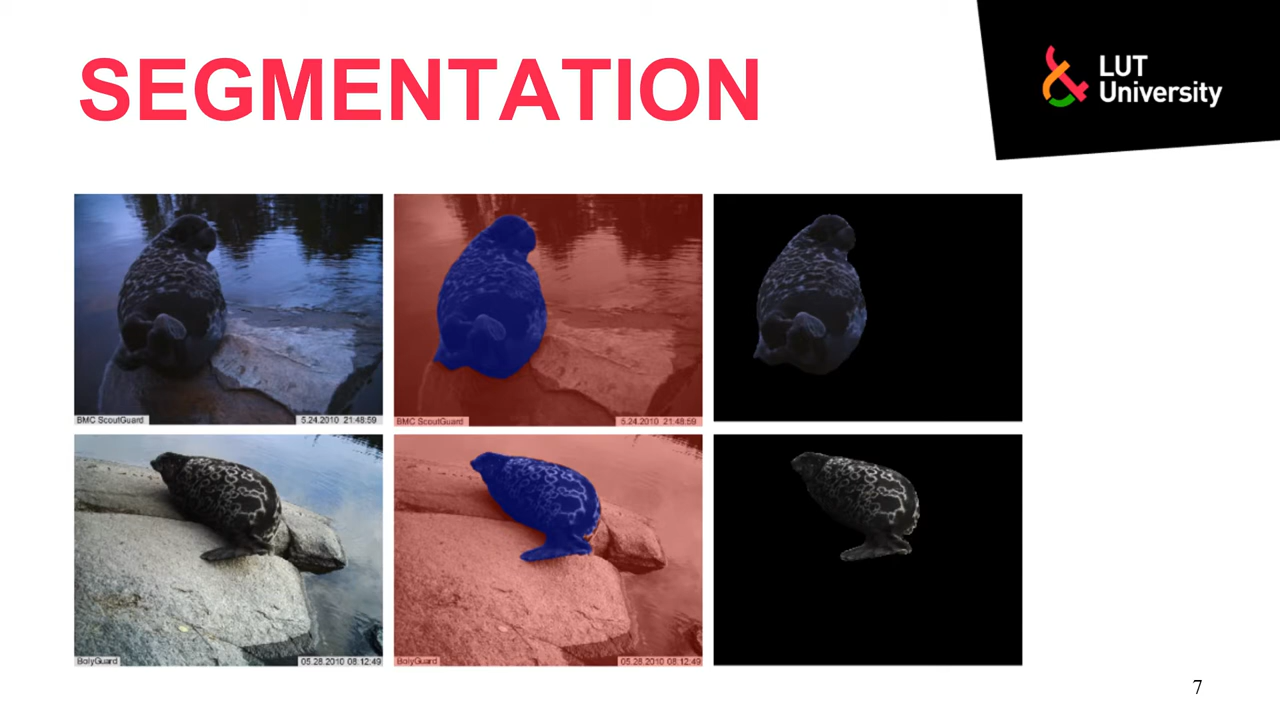 SEGMENTATION
LUT
University
BMC ScoutGuard
5.24.2010 21:48:59
BMC ScoutGuard
5.24.2010 21:48:59
BolyGuard
05.28.2010 08:12:49
BolyGuard
05.28.2010 08:12:49
7